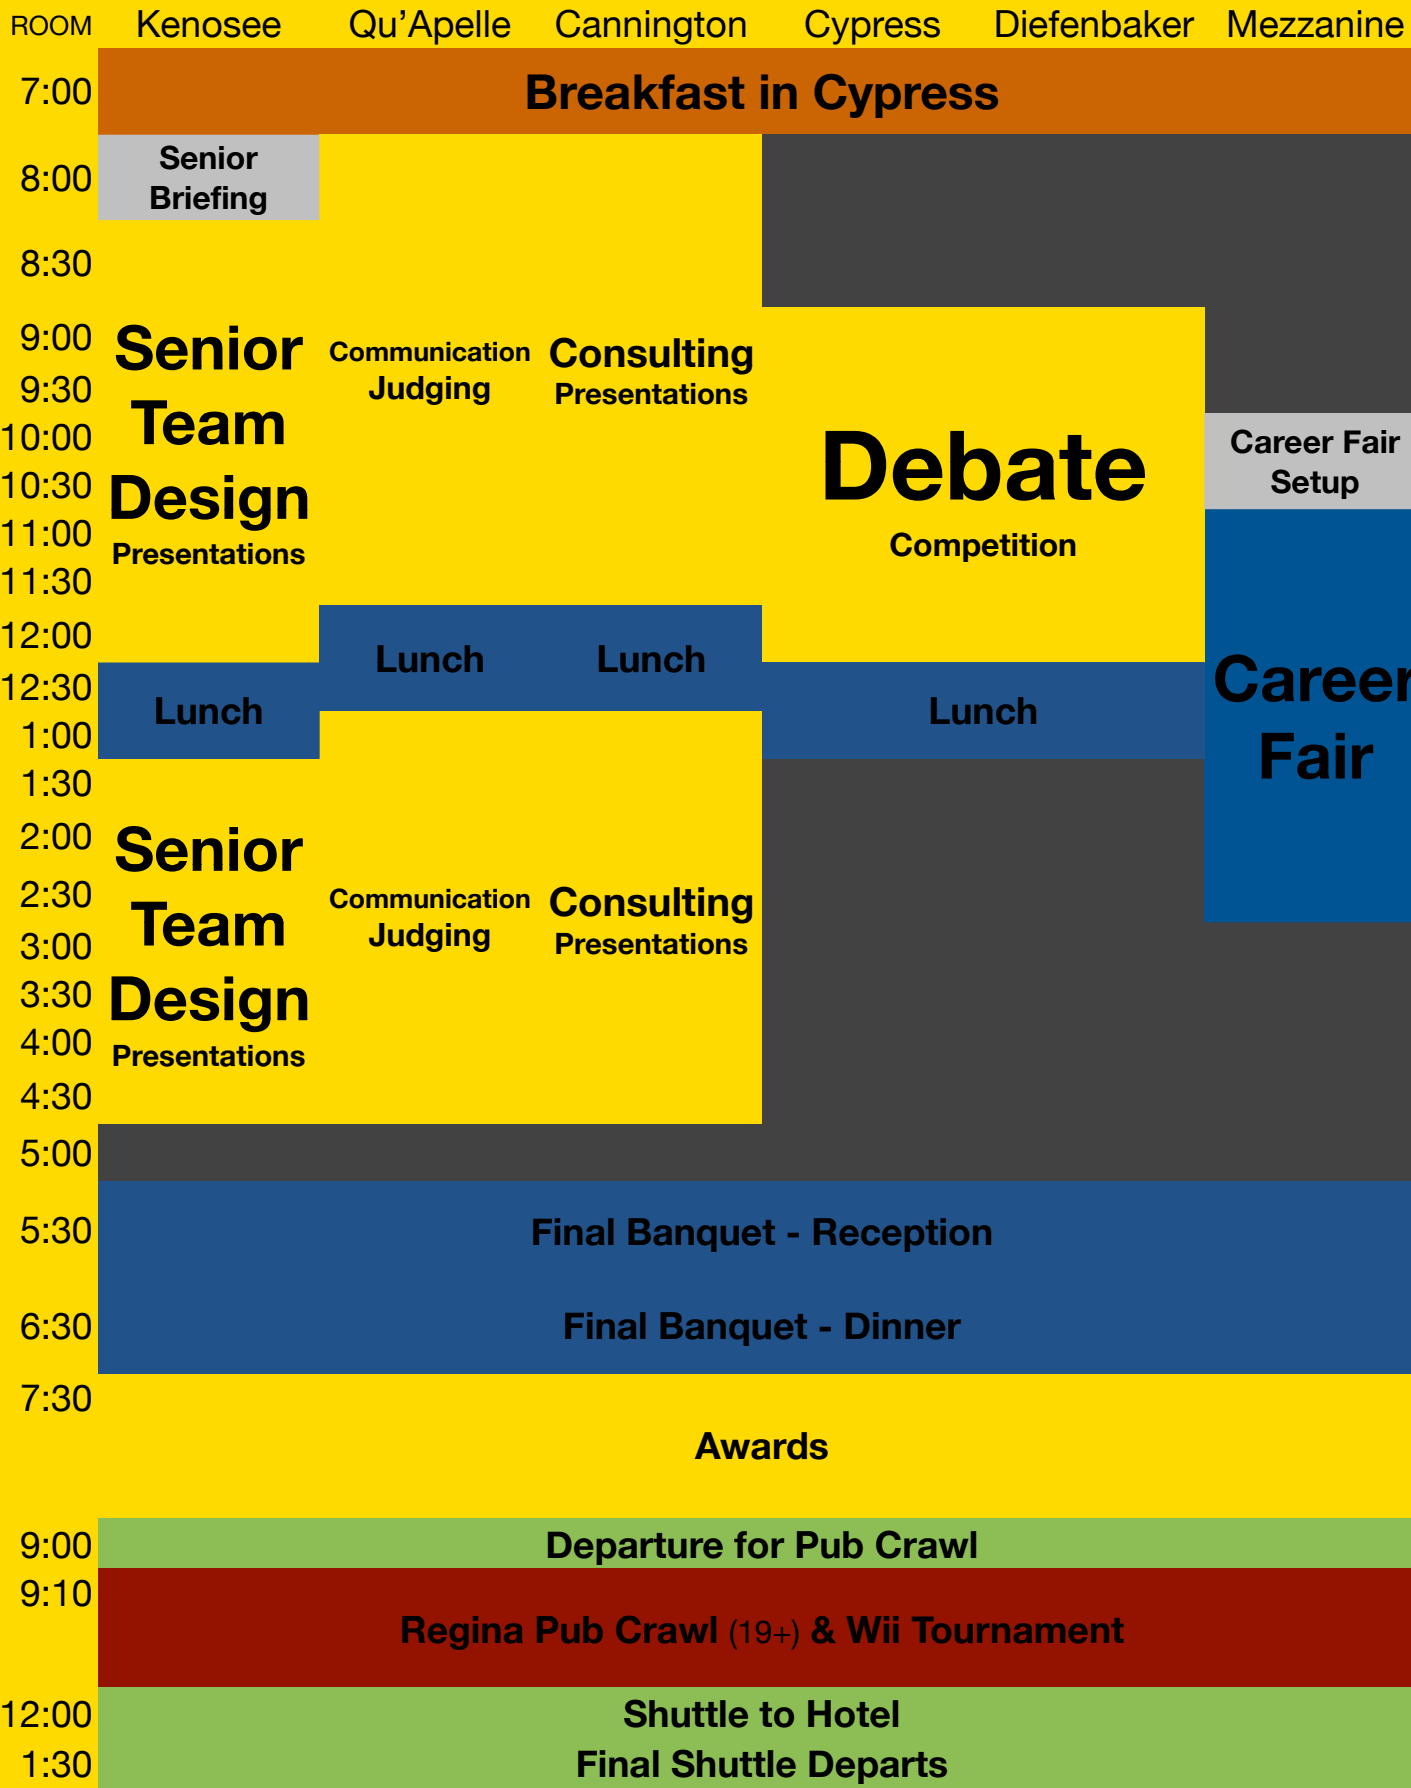 ROOM Kenosee Qu’Apelle Cannington Cypress Diefenbaker Mezzanine
7:00 Breakfast in Cypress
8:00 Senior
Briefing
8:30
9:00 Senior Communication Consulting
9:30 Team Judging Presentations
10:00 Debate Career Fair
10:30 Design Setup
11:00 Presentations Competition
11:30
12:00 Lunch Lunch
12:30 Lunch Lunch Career
1:00 Fair
1:30
2:00 Senior
2:30 Team Communication Consulting
3:00 Judging Presentations
3:30 Design
4:00 Presentations
4:30
5:00
5:30 Final Banquet - Reception
6:30 Final Banquet - Dinner
7:30
Awards
9:00 Departure for Pub Crawl
9:10
Regina Pub Crawl (19+) & Wii Tournament
12:00 Shuttle to Hotel
1:30 Final Shuttle Departs